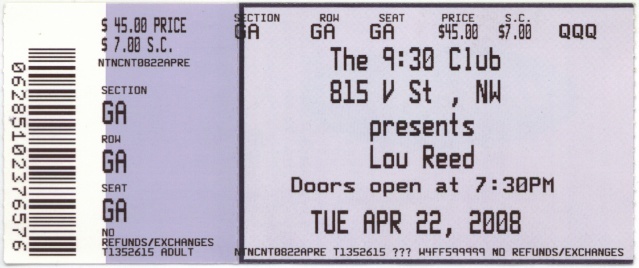 $ 45.00 PRICE
$ 7.00 S.C.
NTNCNT0822APRE
SECTION
GA
ROW
GA
SEAT
GA
NO
REFUNDS/EXCHANGES
T1352615 ADULT
06285102376576
SECTION ROW SEAT PRICE S.C.
GA GA GA $45.00 $7.00 QQQ
The 9:30 Club
815 V St , NW
presents
Lou Reed
Doors open at 7:30PM
TUE APR 22, 2008
NTNCNT0822APRE T1352615 ??? W4FF599999 NO REFUNDS/EXCHANGES